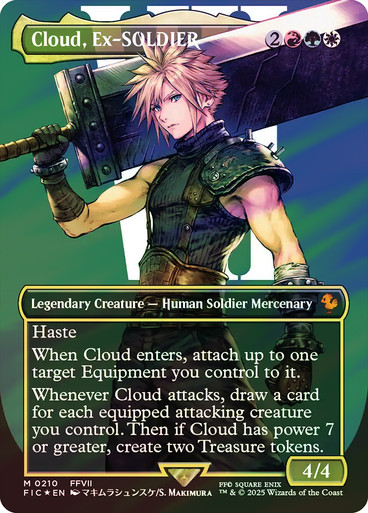 Cloud, Ex-SOLDIER 2
VII
Legendary Creature — Human Soldier Mercenary
Haste
When Cloud enters, attach up to one
target Equipment you control to it.
Whenever Cloud attacks, draw a card
for each equipped attacking creature
you control. Then if Cloud has power 7
or greater, create two Treasure tokens.
4/4
M 0210 FFVII
FIC★EN マキムラシュンスケ/S. MAKIMURA
FF© SQUARE ENIX
™ & © 2025 Wizards of the Coast